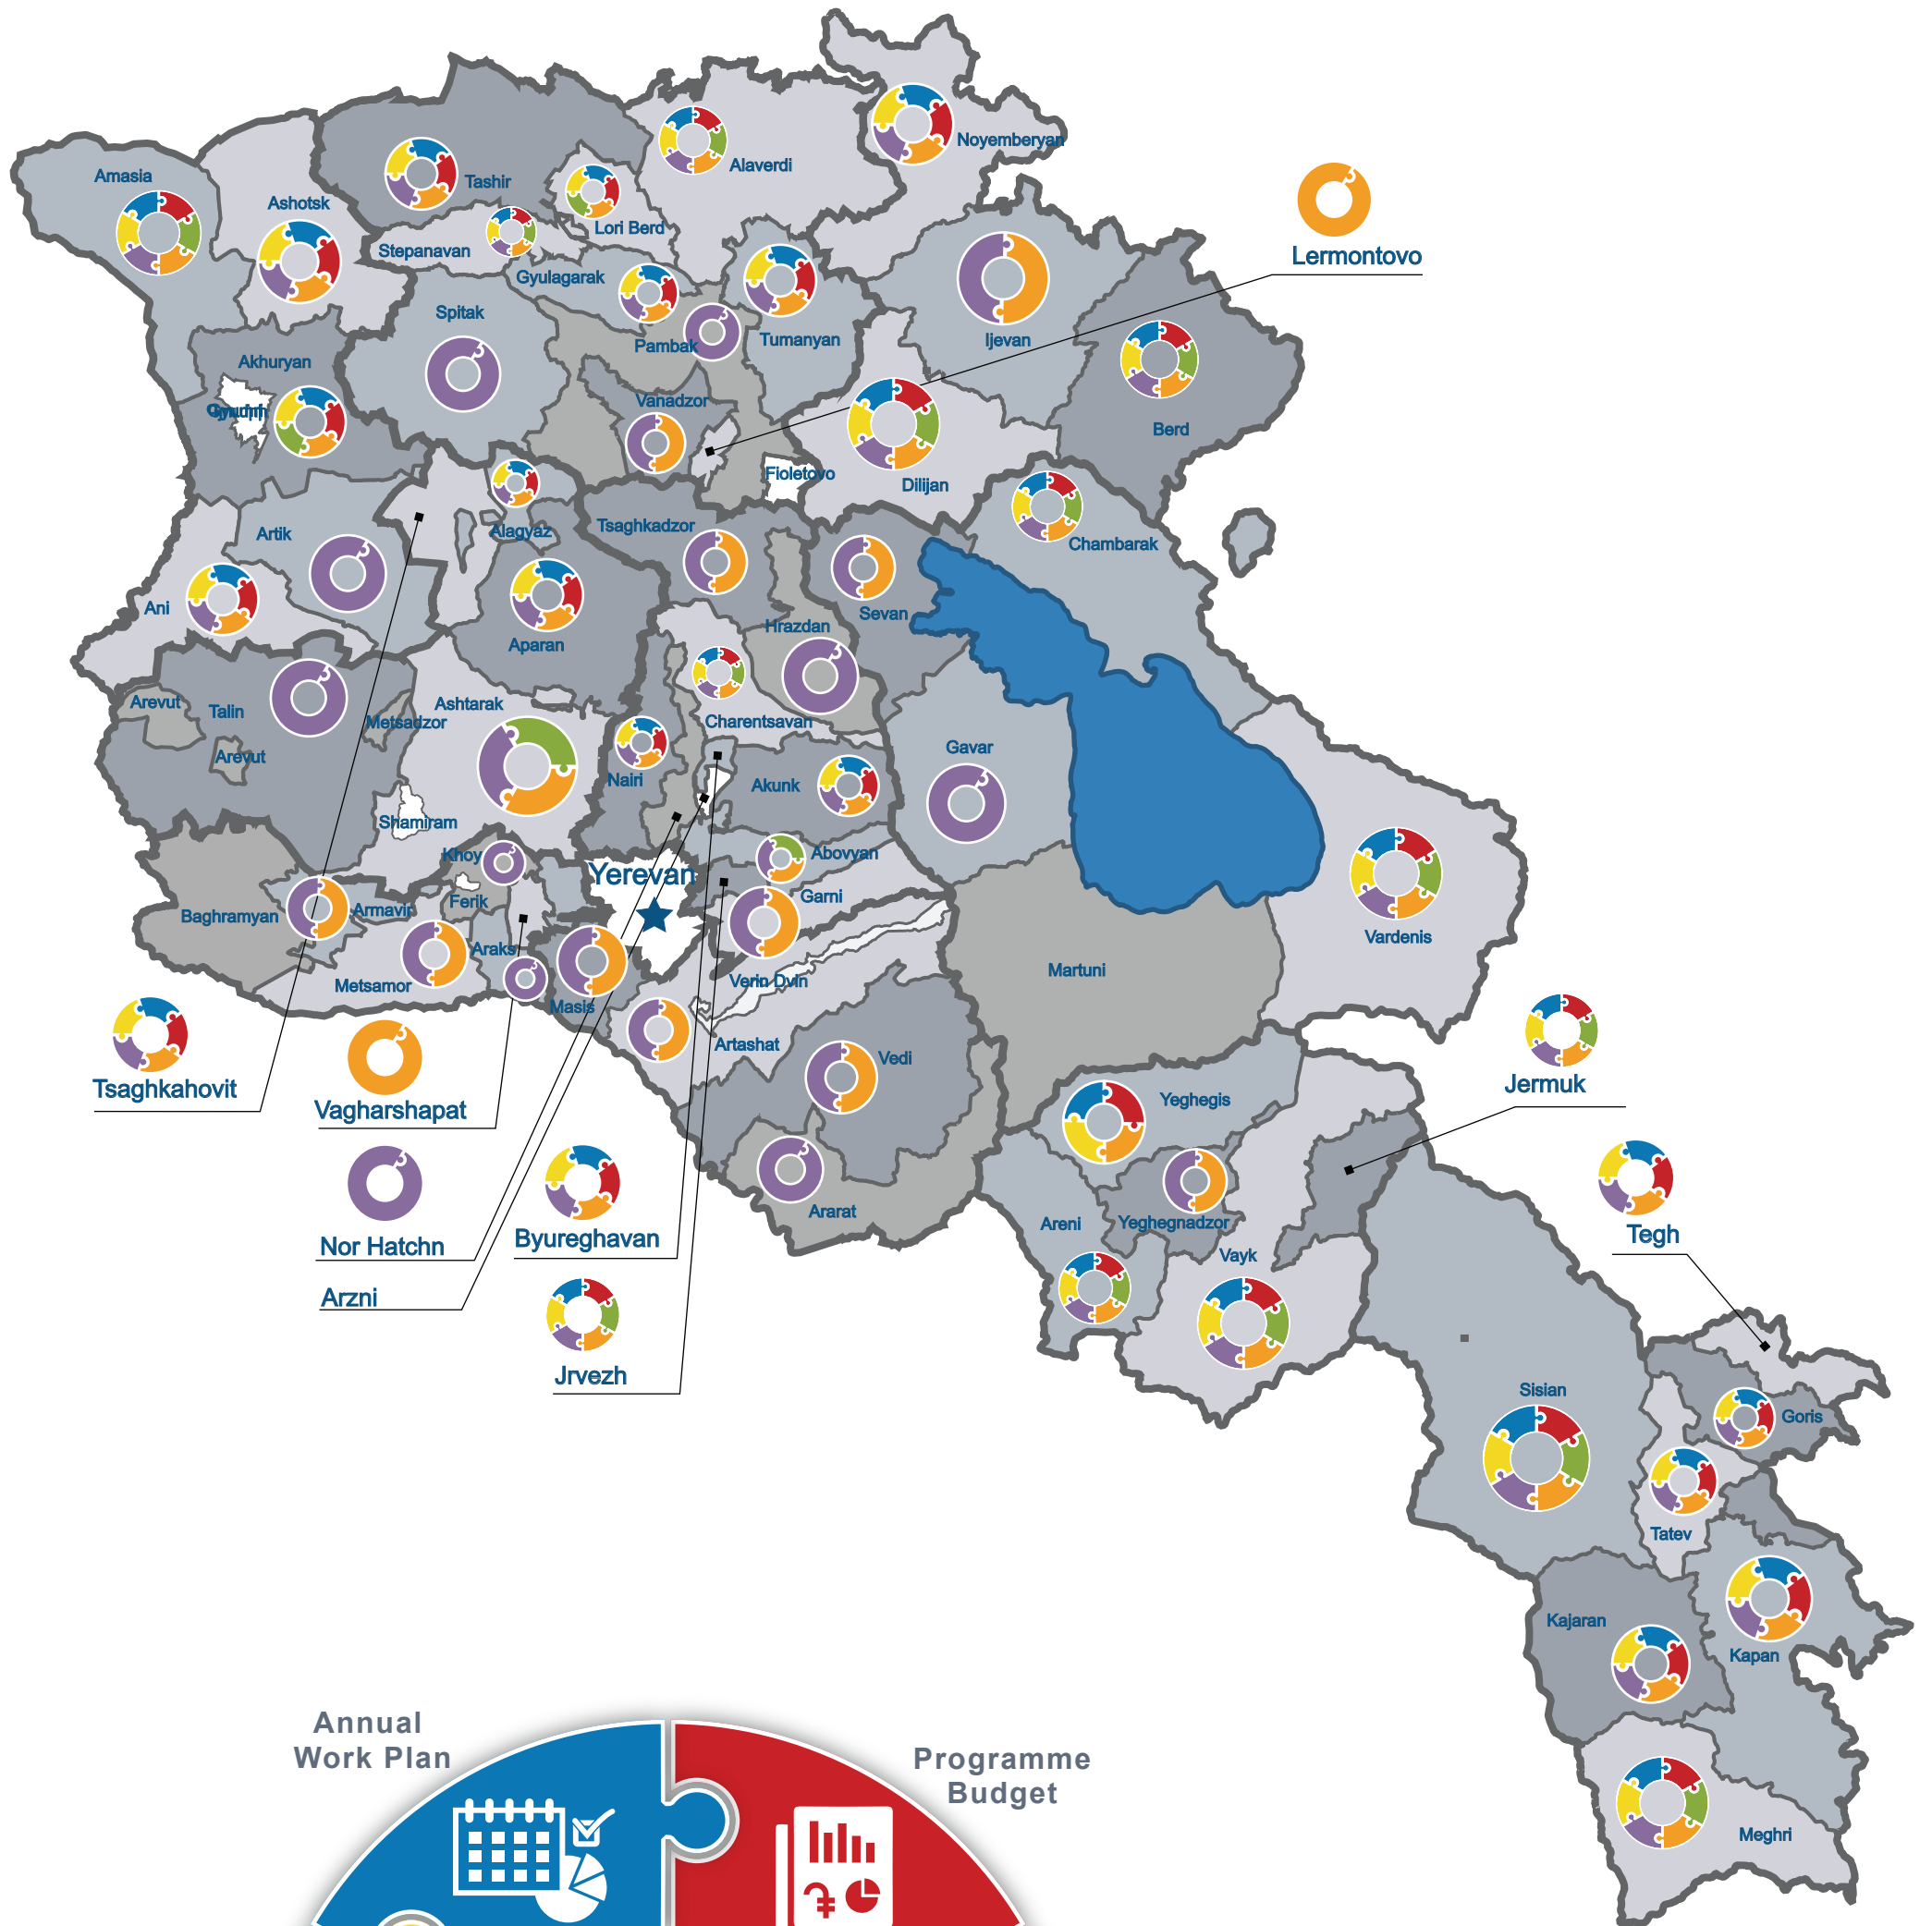 Noyemberyan
Alaverdi
Amasia
Tashir
Ashotsk
Lori Berd
Stepanavan
Lermontovo
Gyulagarak
Spitak
Pambak
Tumanyan
Ijevan
Akhuryan
Vanadzor
Berd
Fioletovo
Dilijan
Artik
Alagyaz
Tsaghkadzor
Chambarak
Ani
Sevan
Hrazdan
Aparan
Arevut
Talin
Ashtarak
Metsadzor
Charentsavan
Gavar
Arevut
Nairi
Akunk
Shamiram
Khoy
Abovyan
Yerevan
Garni
Ferik
Baghramyan
Armavir
Vardenis
Araks
Martuni
Metsamor
Verin Dvin
Masis
Artashat
Vedi
Tsaghkahovit
Jermuk
Vagharshapat
Yeghegis
Ararat
Areni
Yeghegnadzor
Tegh
Byureghavan
Nor Hatchn
Vayk
Arzni
Jrvezh
Sisian
Goris
Tatev
Kajaran
Kapan
Annual
Work Plan
Programme
Budget
Meghri